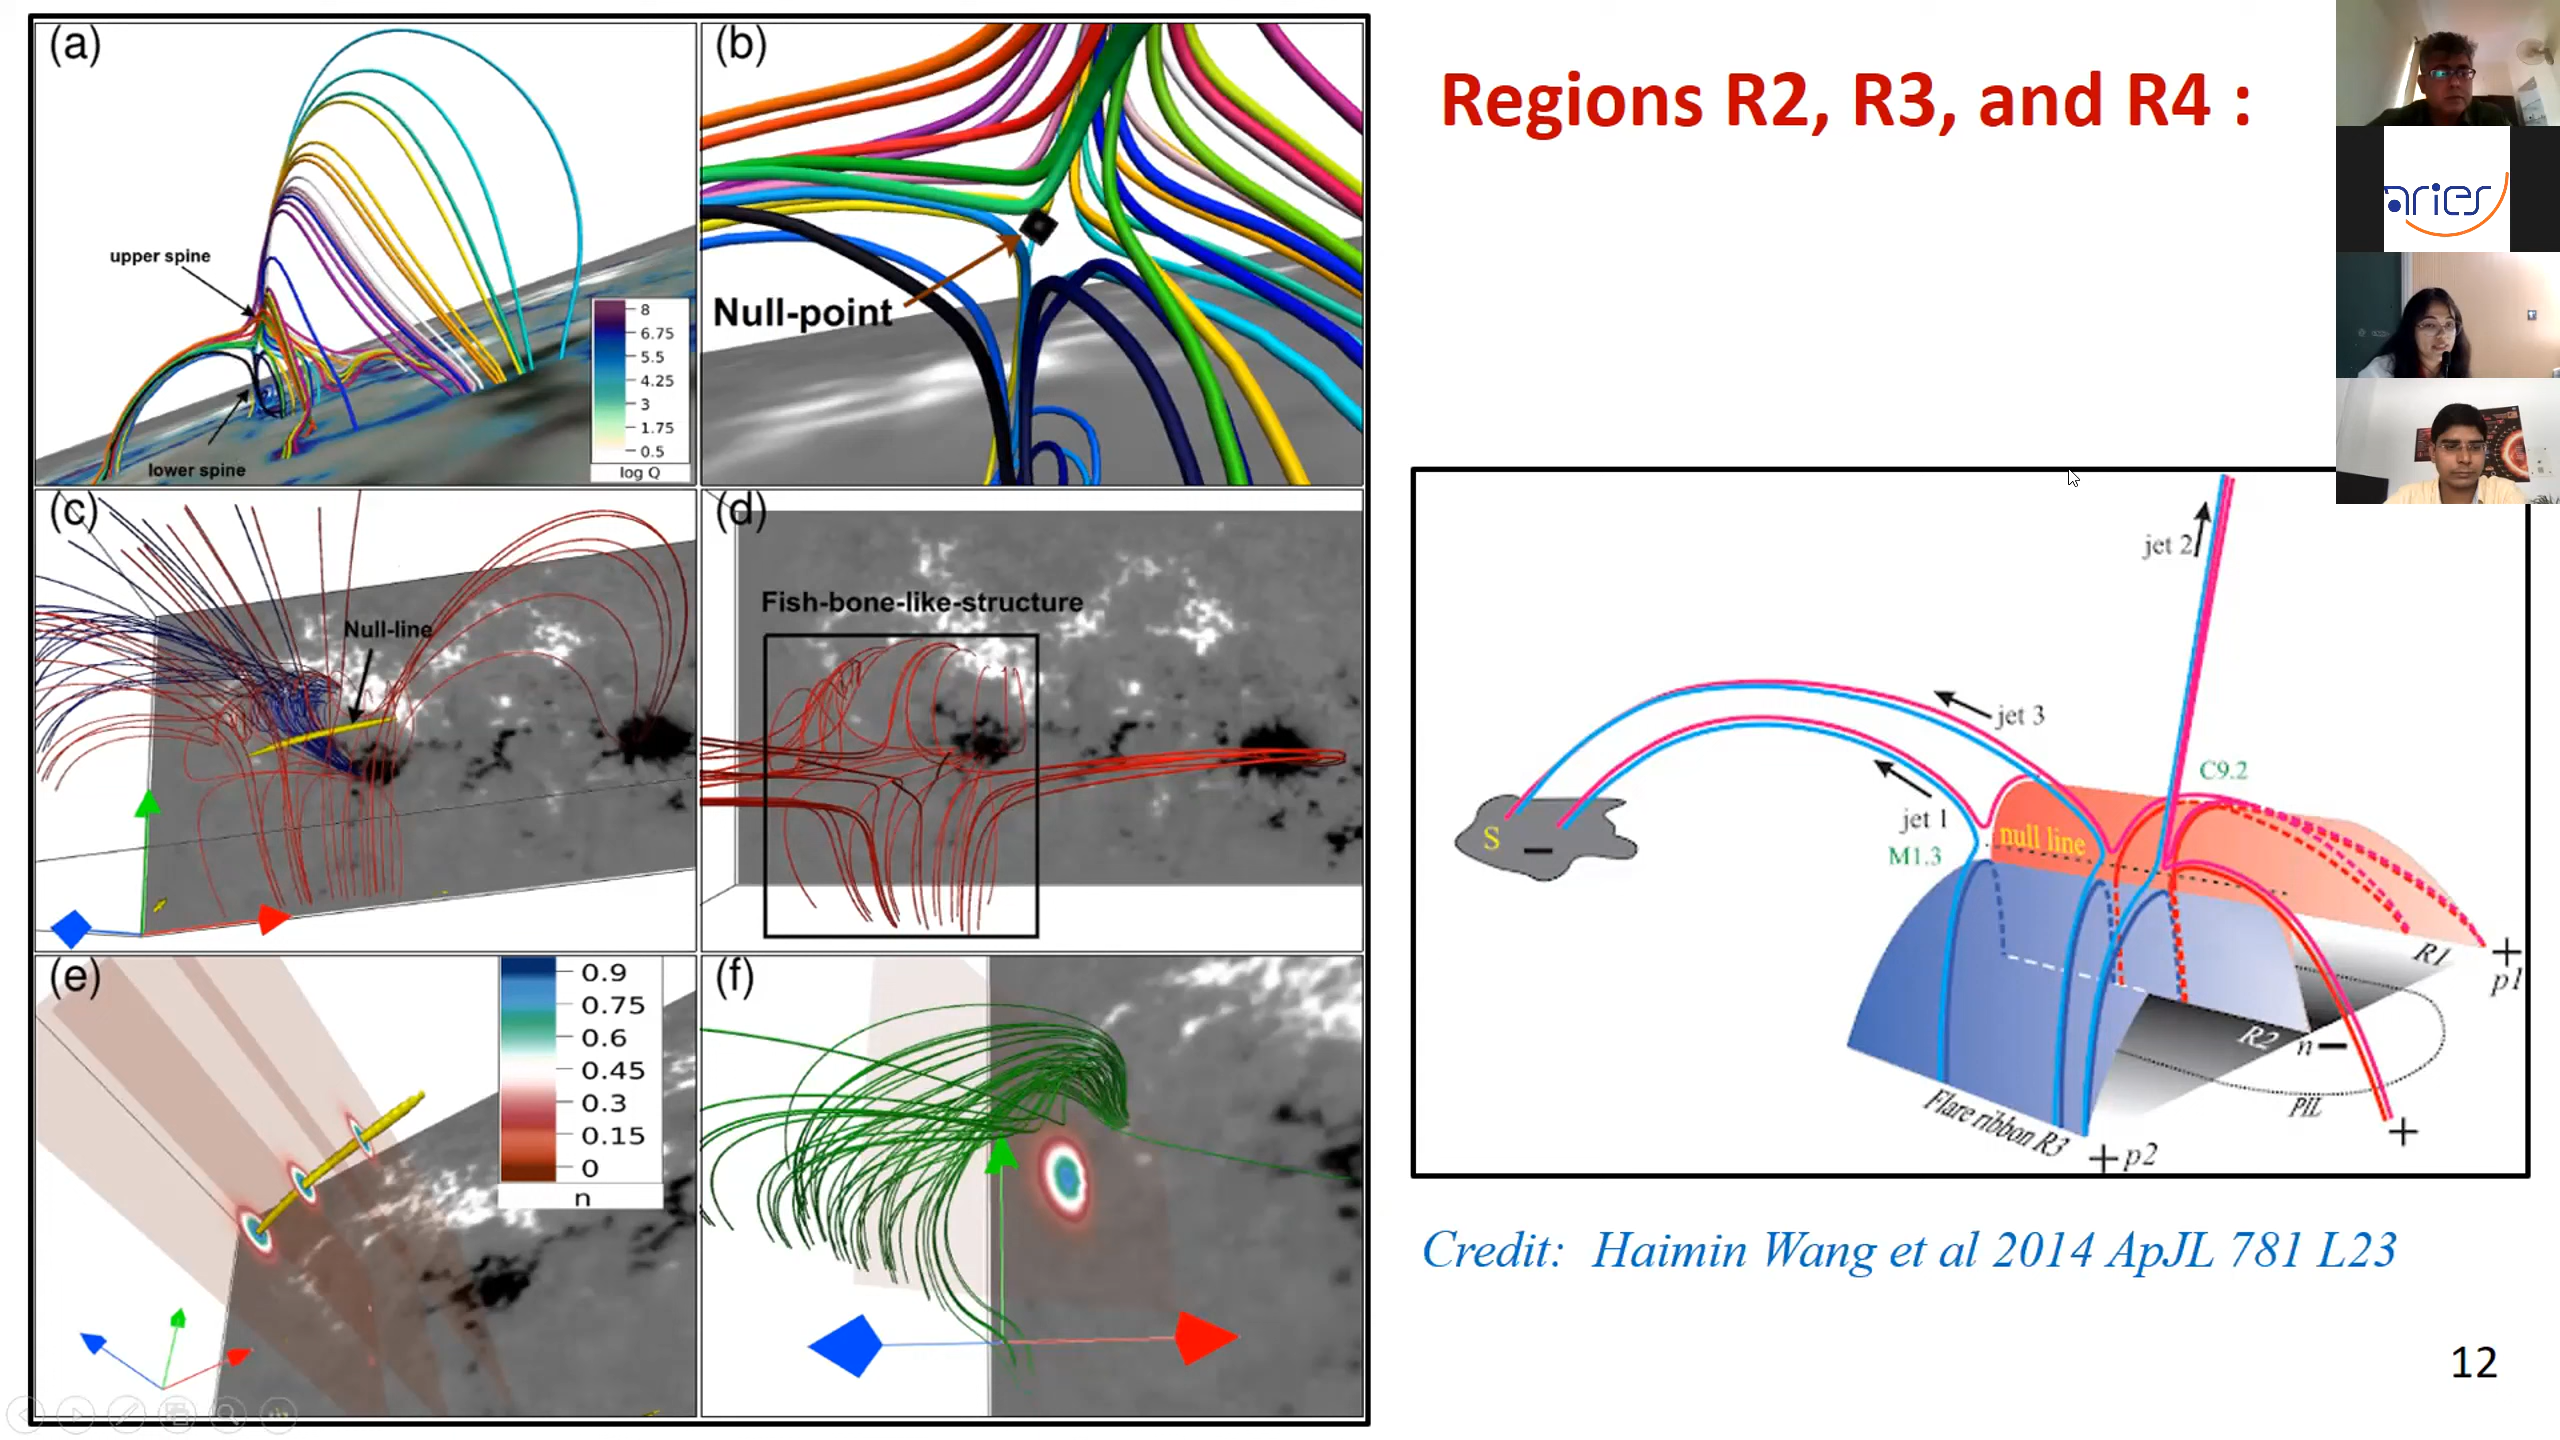 (a)
upper spine
lower spine
8
6.75
5.5
4.25
3
1.75
0.5
log Q
(b)
Null-point
(c)
Null-line
(d)
Fish-bone-like-structure
(e)
0.9
0.75
0.6
0.45
0.3
0.15
0
n
(f)
Regions R2, R3, and R4 :
aries
jet 2
jet 3
jet 1
M1.3
C9.2
null line
S
−
R1
+
p1
R2
n −
PIL
Flare ribbon R3
+ p2
+
Credit: Haimin Wang et al 2014 ApJL 781 L23
12